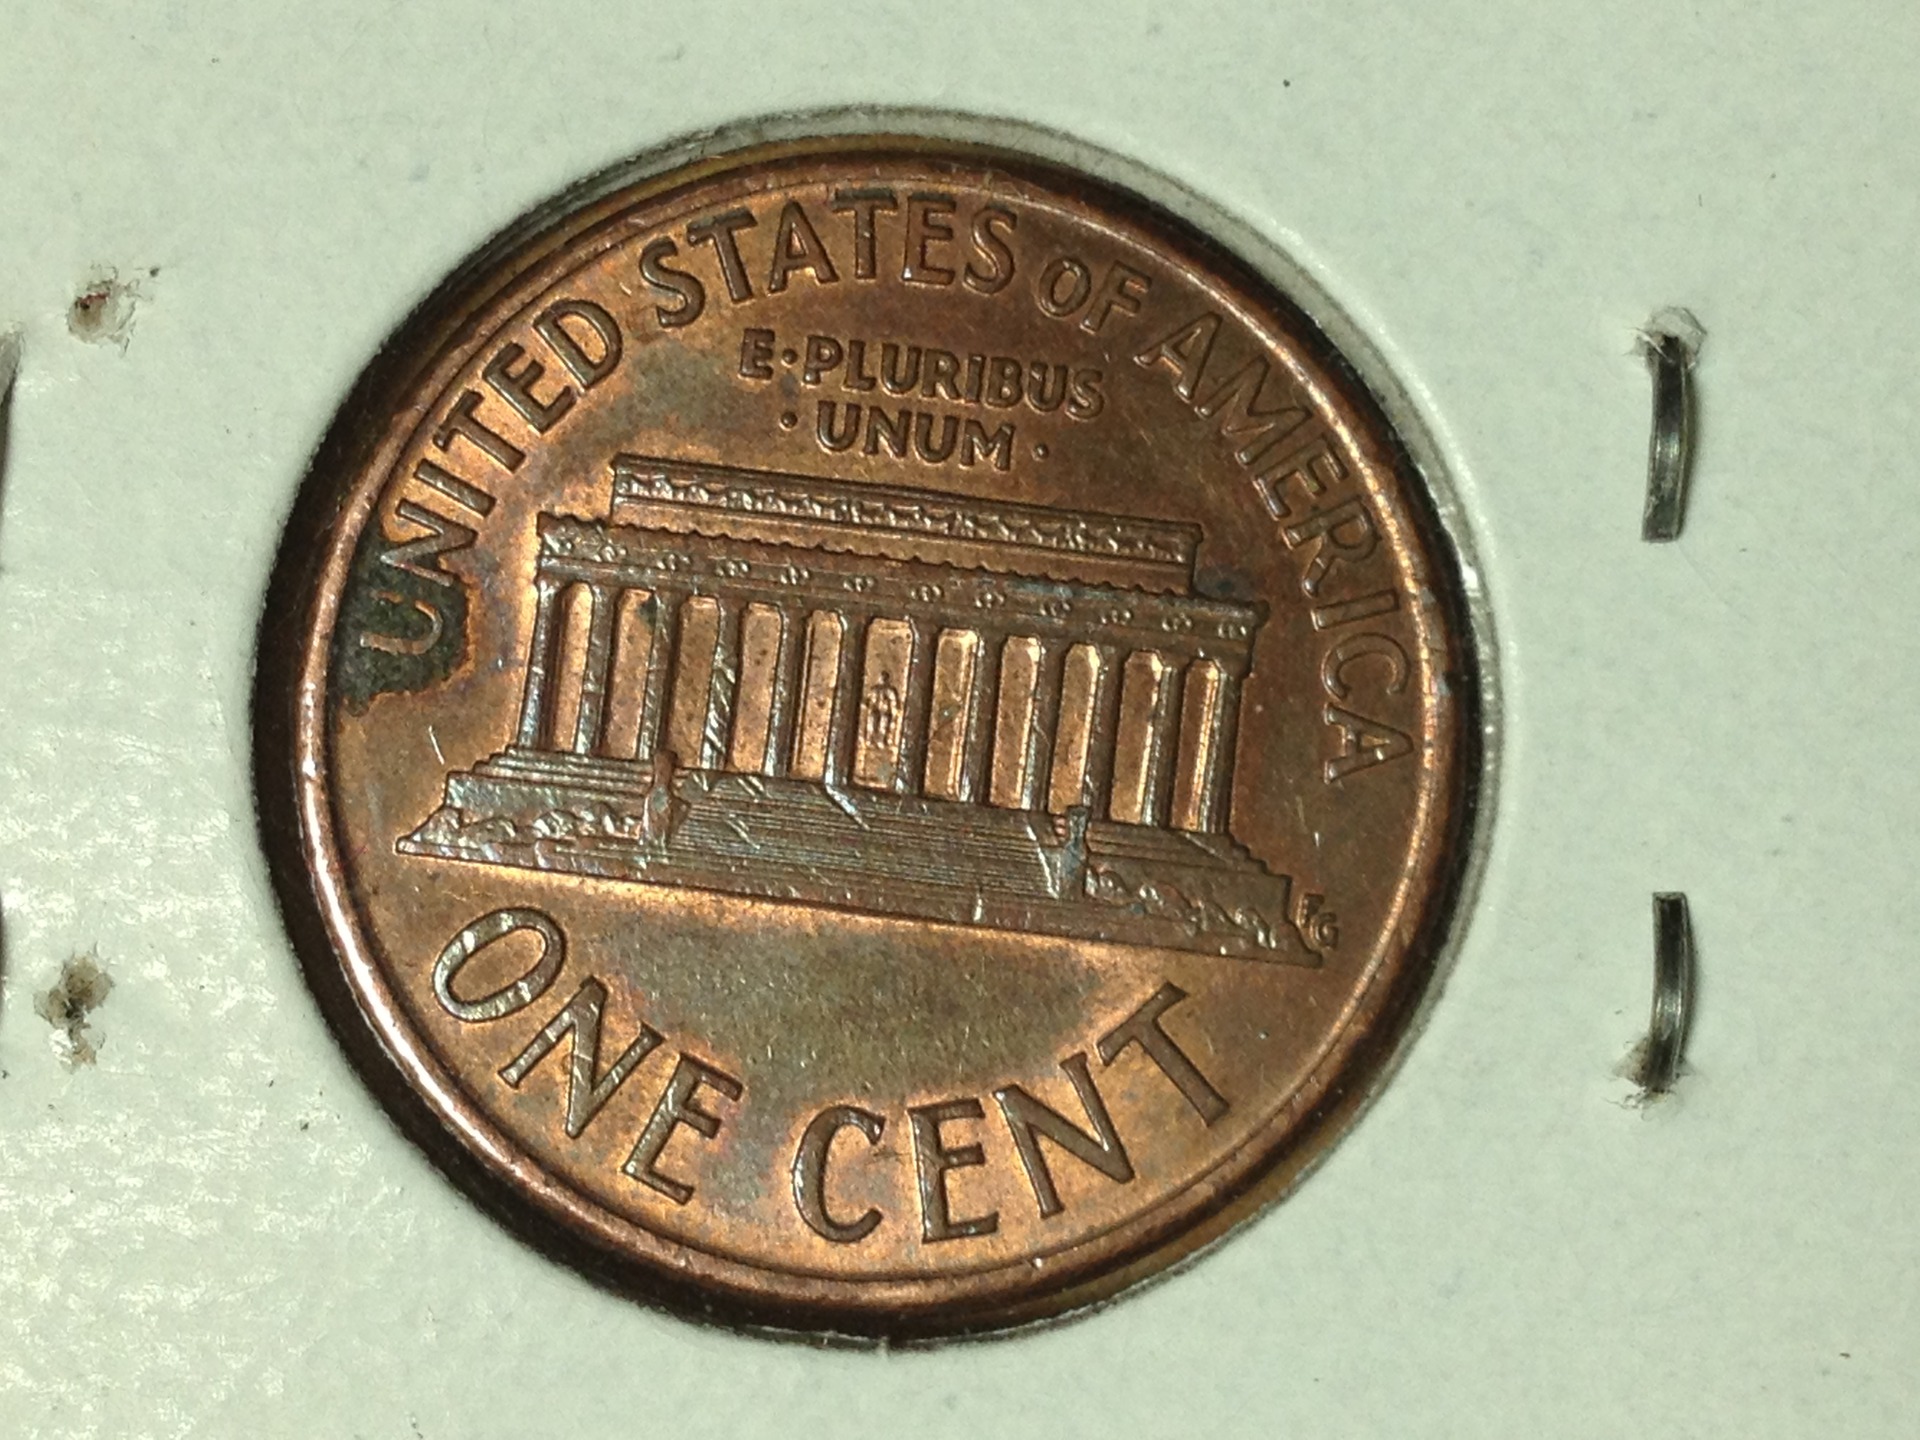 UNITED STATES OF AMERICA
E·PLURIBUS
·UNUM·
FG
ONE CENT